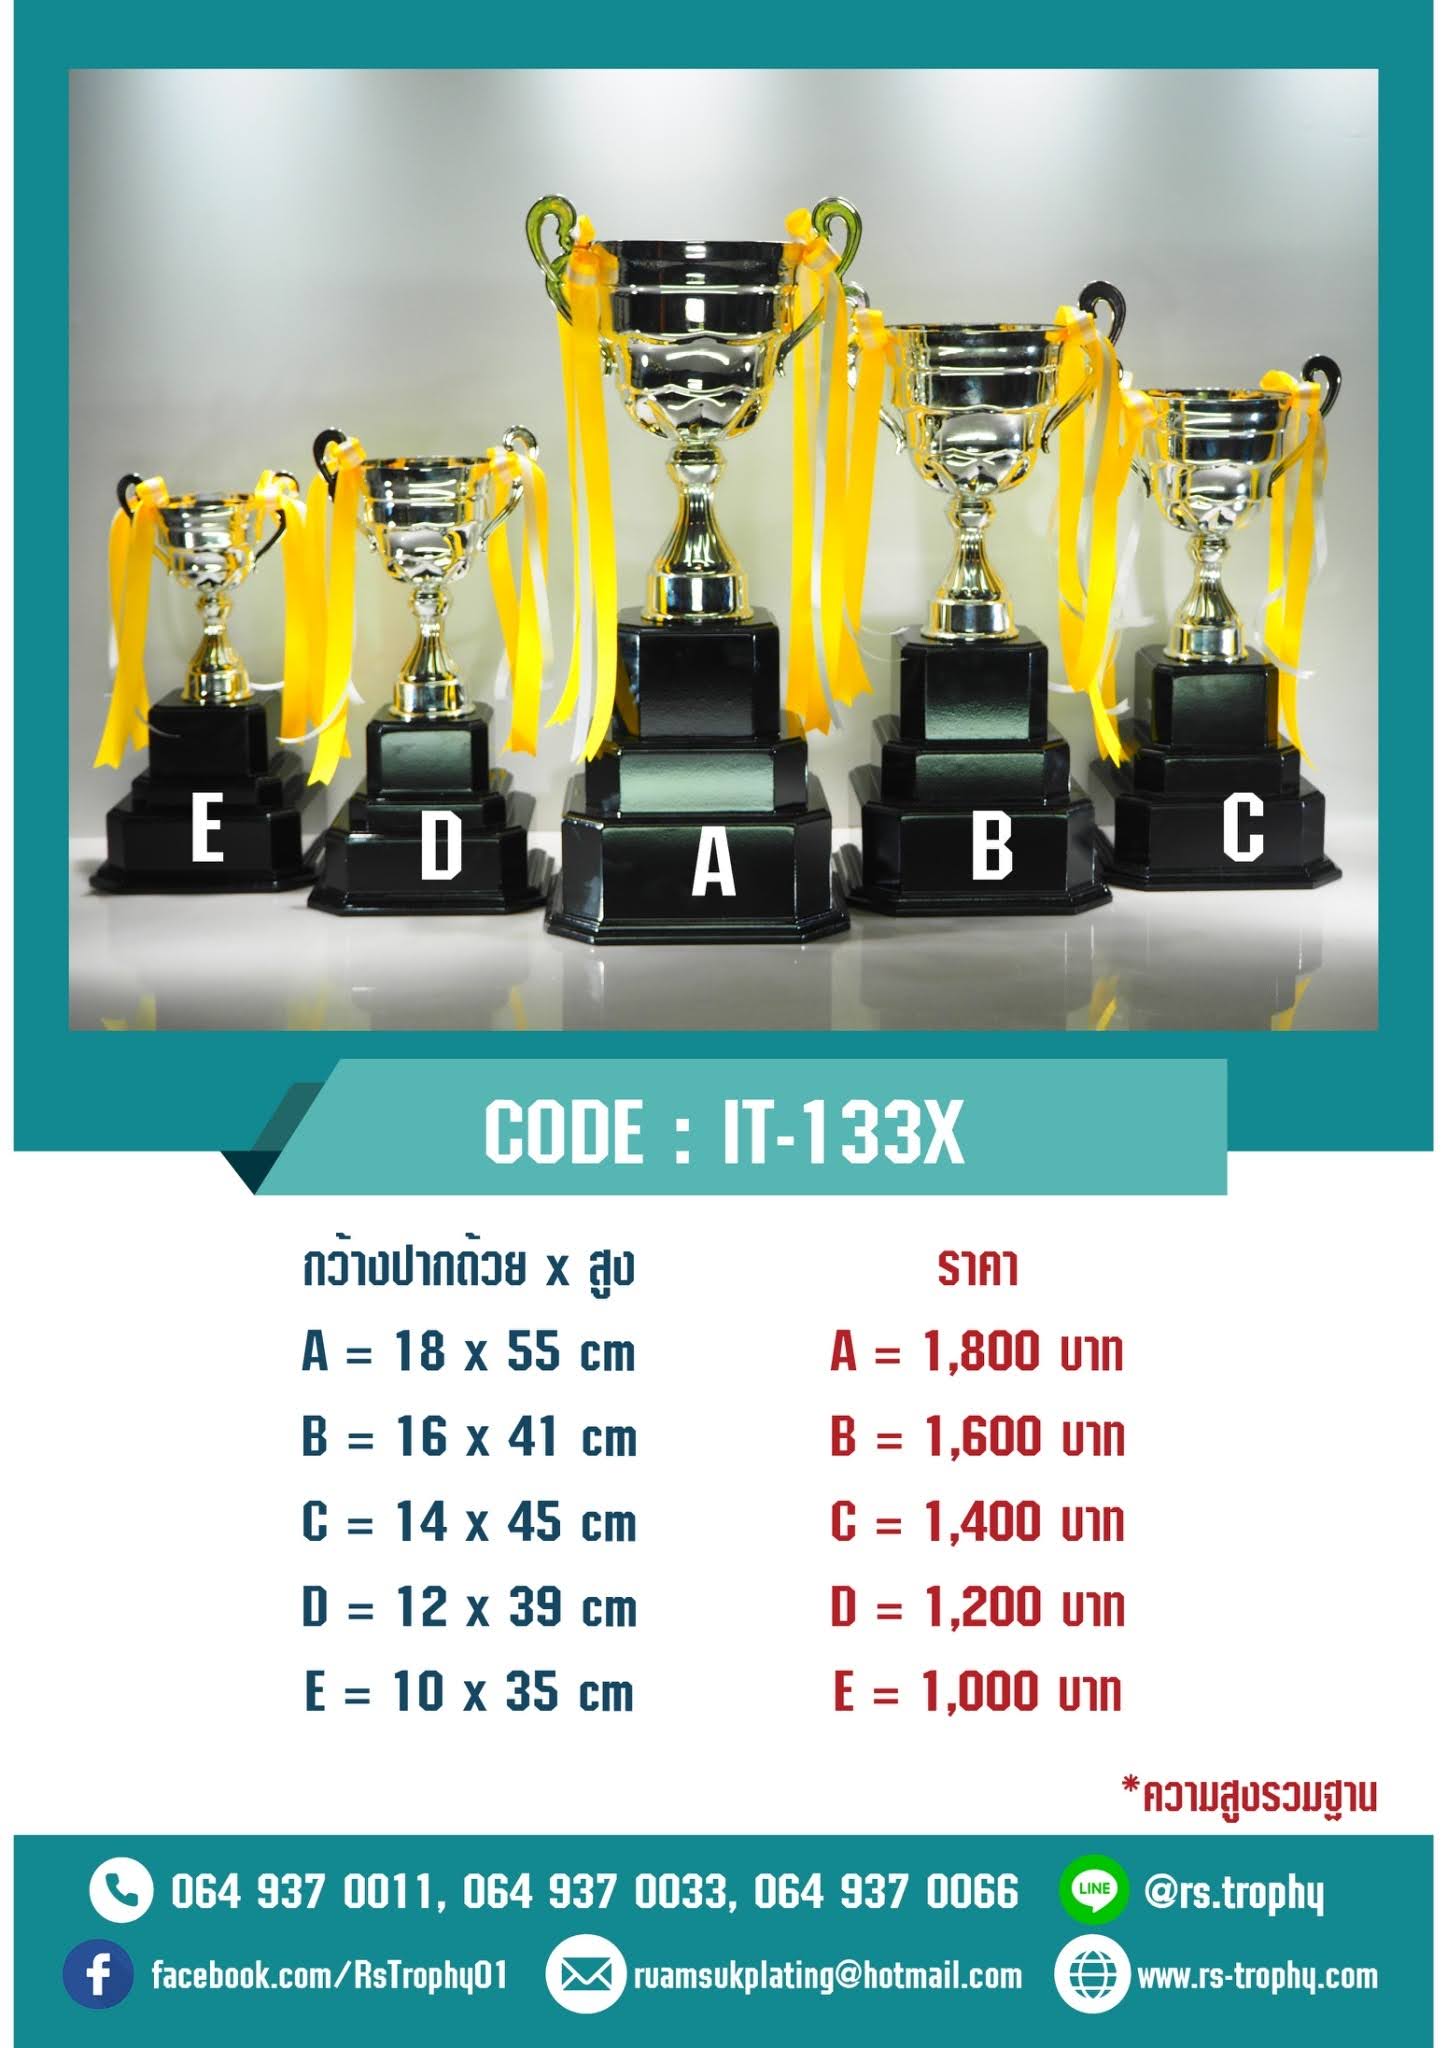 E
D
A
B
C
CODE : IT-133X
กว้างปากถ้วย x สูง
ราคา
A = 18 x 55 cm
A = 1,800 บาท
B = 16 x 41 cm
B = 1,600 บาท
C = 14 x 45 cm
C = 1,400 บาท
D = 12 x 39 cm
D = 1,200 บาท
E = 10 x 35 cm
E = 1,000 บาท
*ความสูงรวมฐาน
064 937 0011, 064 937 0033, 064 937 0066
LINE
@rs.trophy
f
facebook.com/RsTrophy01
ruamsukplating@hotmail.com
www.rs-trophy.com